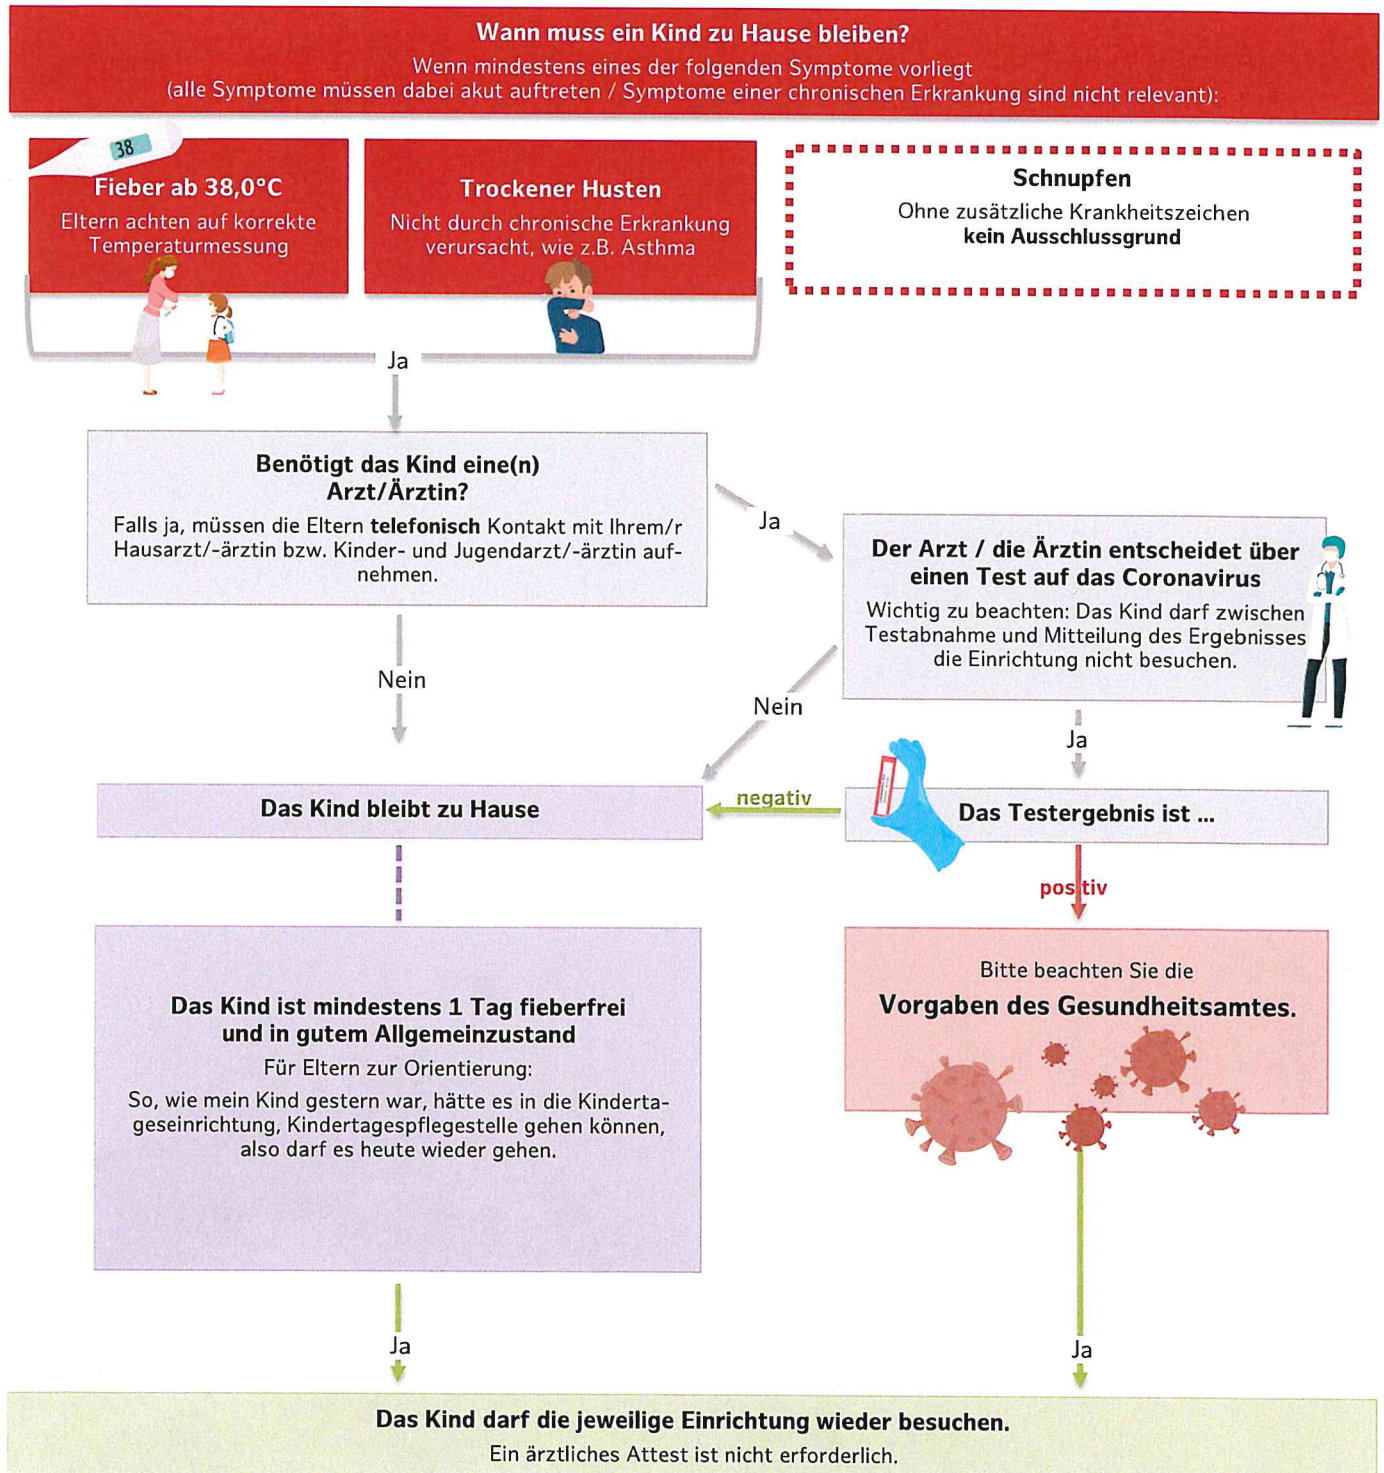 Wann muss ein Kind zu Hause bleiben?
Wenn mindestens eines der folgenden Symptome vorliegt
(alle Symptome müssen dabei akut auftreten / Symptome einer chronischen Erkrankung sind nicht relevant):
38
Fieber ab 38,0°C
Eltern achten auf korrekte
Temperaturmessung
Trockener Husten
Nicht durch chronische Erkrankung
verursacht, wie z.B. Asthma
Schnupfen
Ohne zusätzliche Krankheitszeichen
kein Ausschlussgrund
Ja
Benötigt das Kind eine(n)
Arzt/Ärztin?
Falls ja, müssen die Eltern telefonisch Kontakt mit Ihrem/r
Hausarzt/-ärztin bzw. Kinder- und Jugendarzt/-ärztin auf-
nehmen.
Ja
Der Arzt / die Ärztin entscheidet über
einen Test auf das Coronavirus
Wichtig zu beachten: Das Kind darf zwischen
Testabnahme und Mitteilung des Ergebnisses
die Einrichtung nicht besuchen.
Nein
Nein
Ja
Das Kind bleibt zu Hause
negativ
Das Testergebnis ist ...
positiv
Das Kind ist mindestens 1 Tag fieberfrei
und in gutem Allgemeinzustand
Für Eltern zur Orientierung:
So, wie mein Kind gestern war, hätte es in die Kinderta-
geseinrichtung, Kindertagespflegestelle gehen können,
also darf es heute wieder gehen.
Bitte beachten Sie die
Vorgaben des Gesundheitsamtes.
Ja
Ja
Das Kind darf die jeweilige Einrichtung wieder besuchen.
Ein ärztliches Attest ist nicht erforderlich.